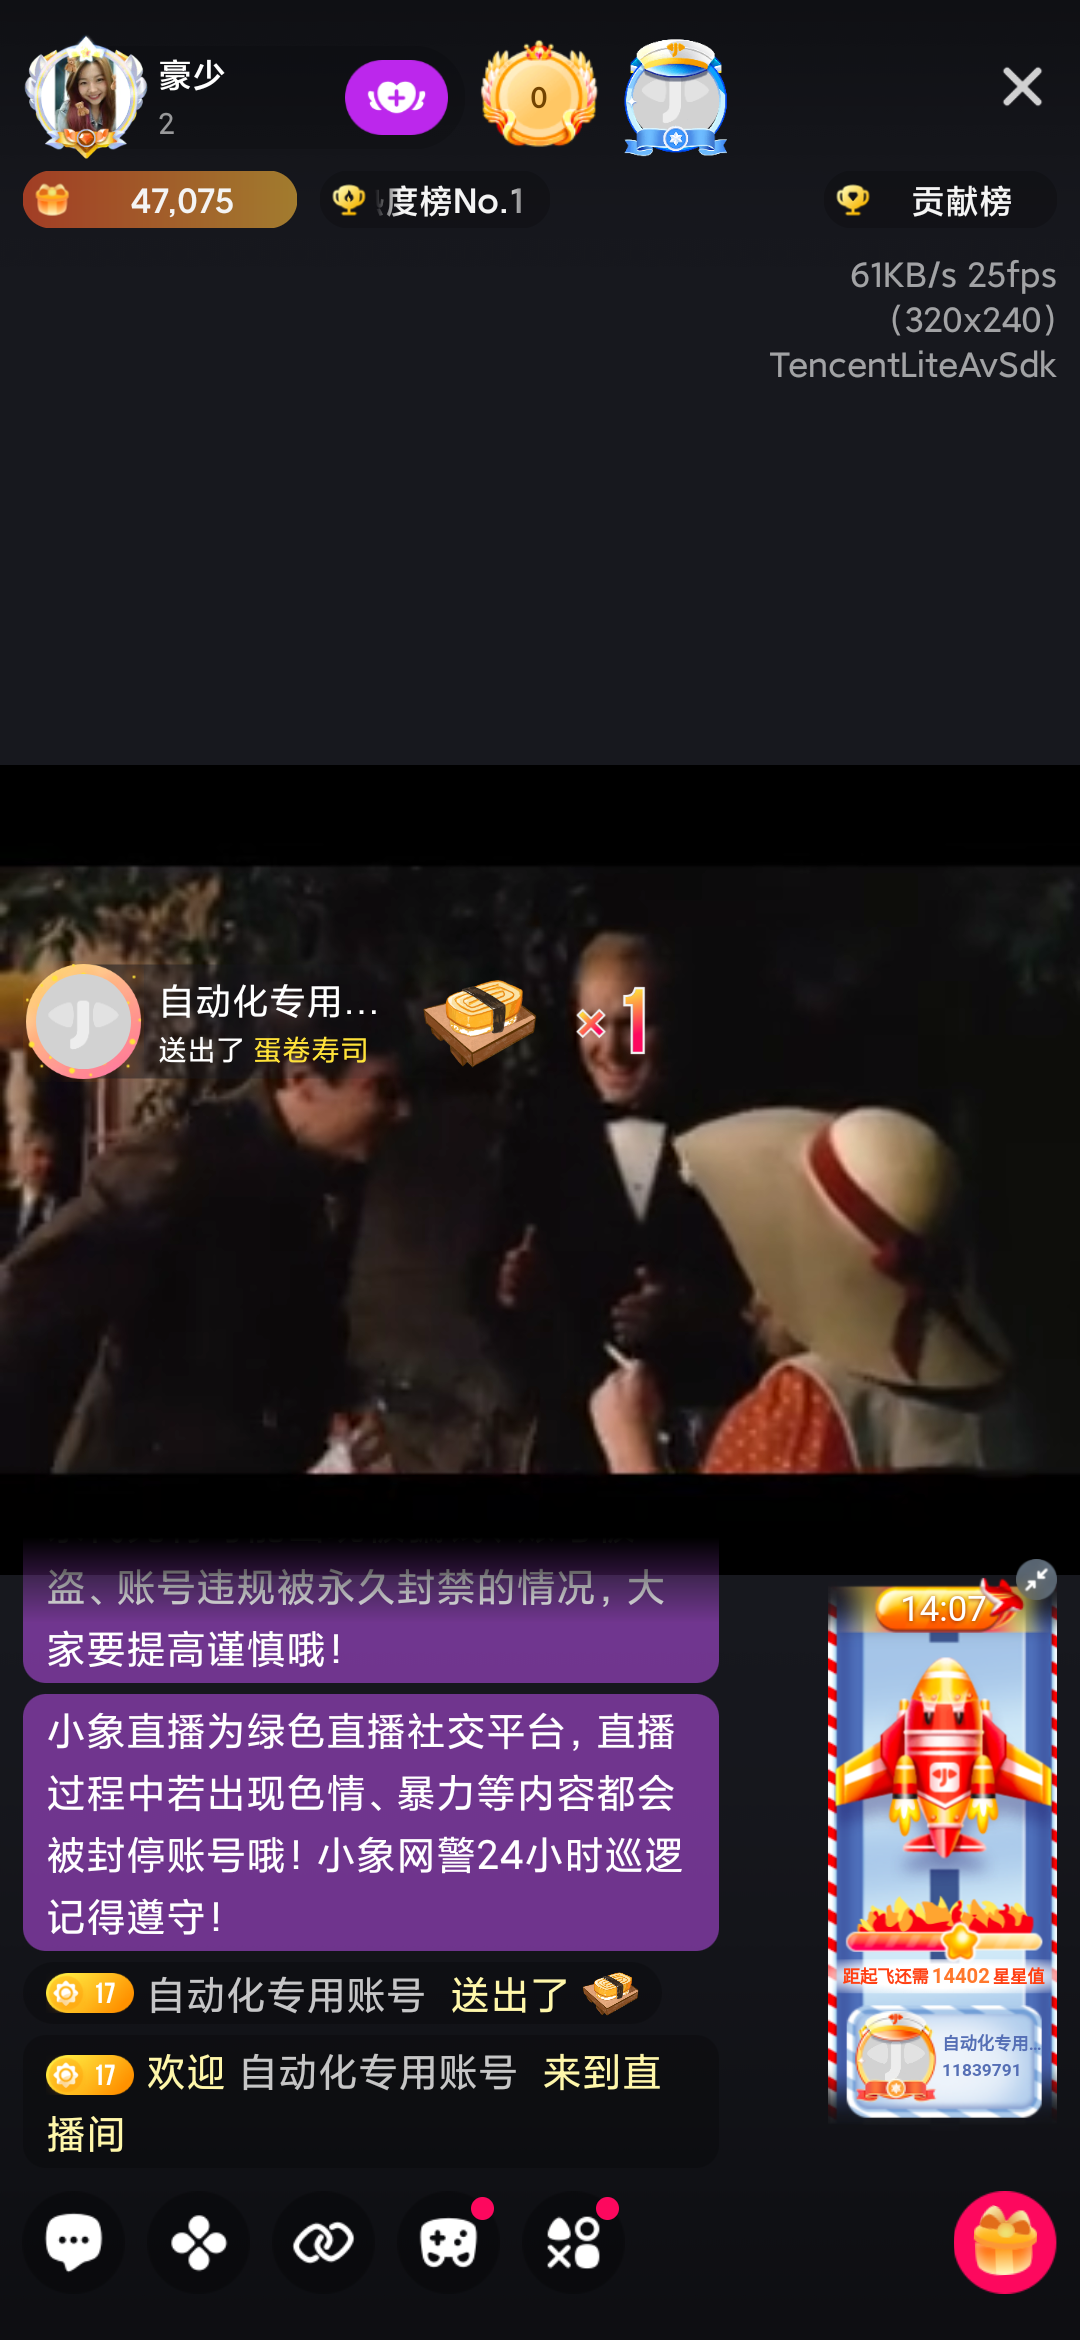 豪少
2
0
47,075
度榜No.1
贡献榜
61KB/s 25fps
(320x240)
TencentLiteAvSdk
自动化专用...
送出了 蛋卷寿司
×1
盗、账号违规被永久封禁的情况，大
家要提高谨慎哦！
小象直播为绿色直播社交平台，直播
过程中若出现色情、暴力等内容都会
被封停账号哦！小象网警24小时巡逻
记得遵守！
17 自动化专用账号 送出了
17 欢迎 自动化专用账号 来到直
播间
14:07
距起飞还需14402星星值
自动化专用...
11839791